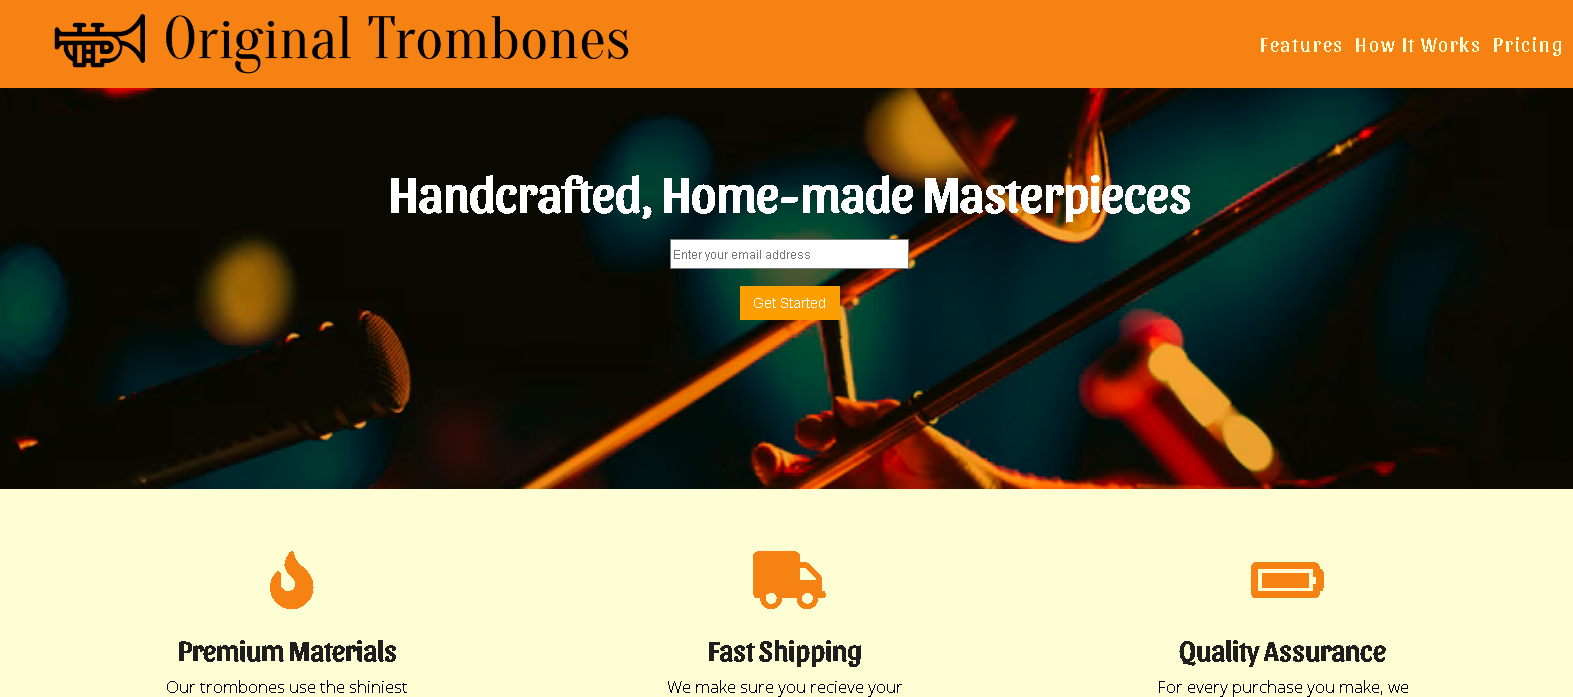 THP
Original Trombones
Features How It Works Pricing
Handcrafted, Home-made Masterpieces
Enter your email address
Get Started
Premium Materials
Fast Shipping
Quality Assurance
Our trombones use the shiniest
We make sure you recieve your
For every purchase you make, we